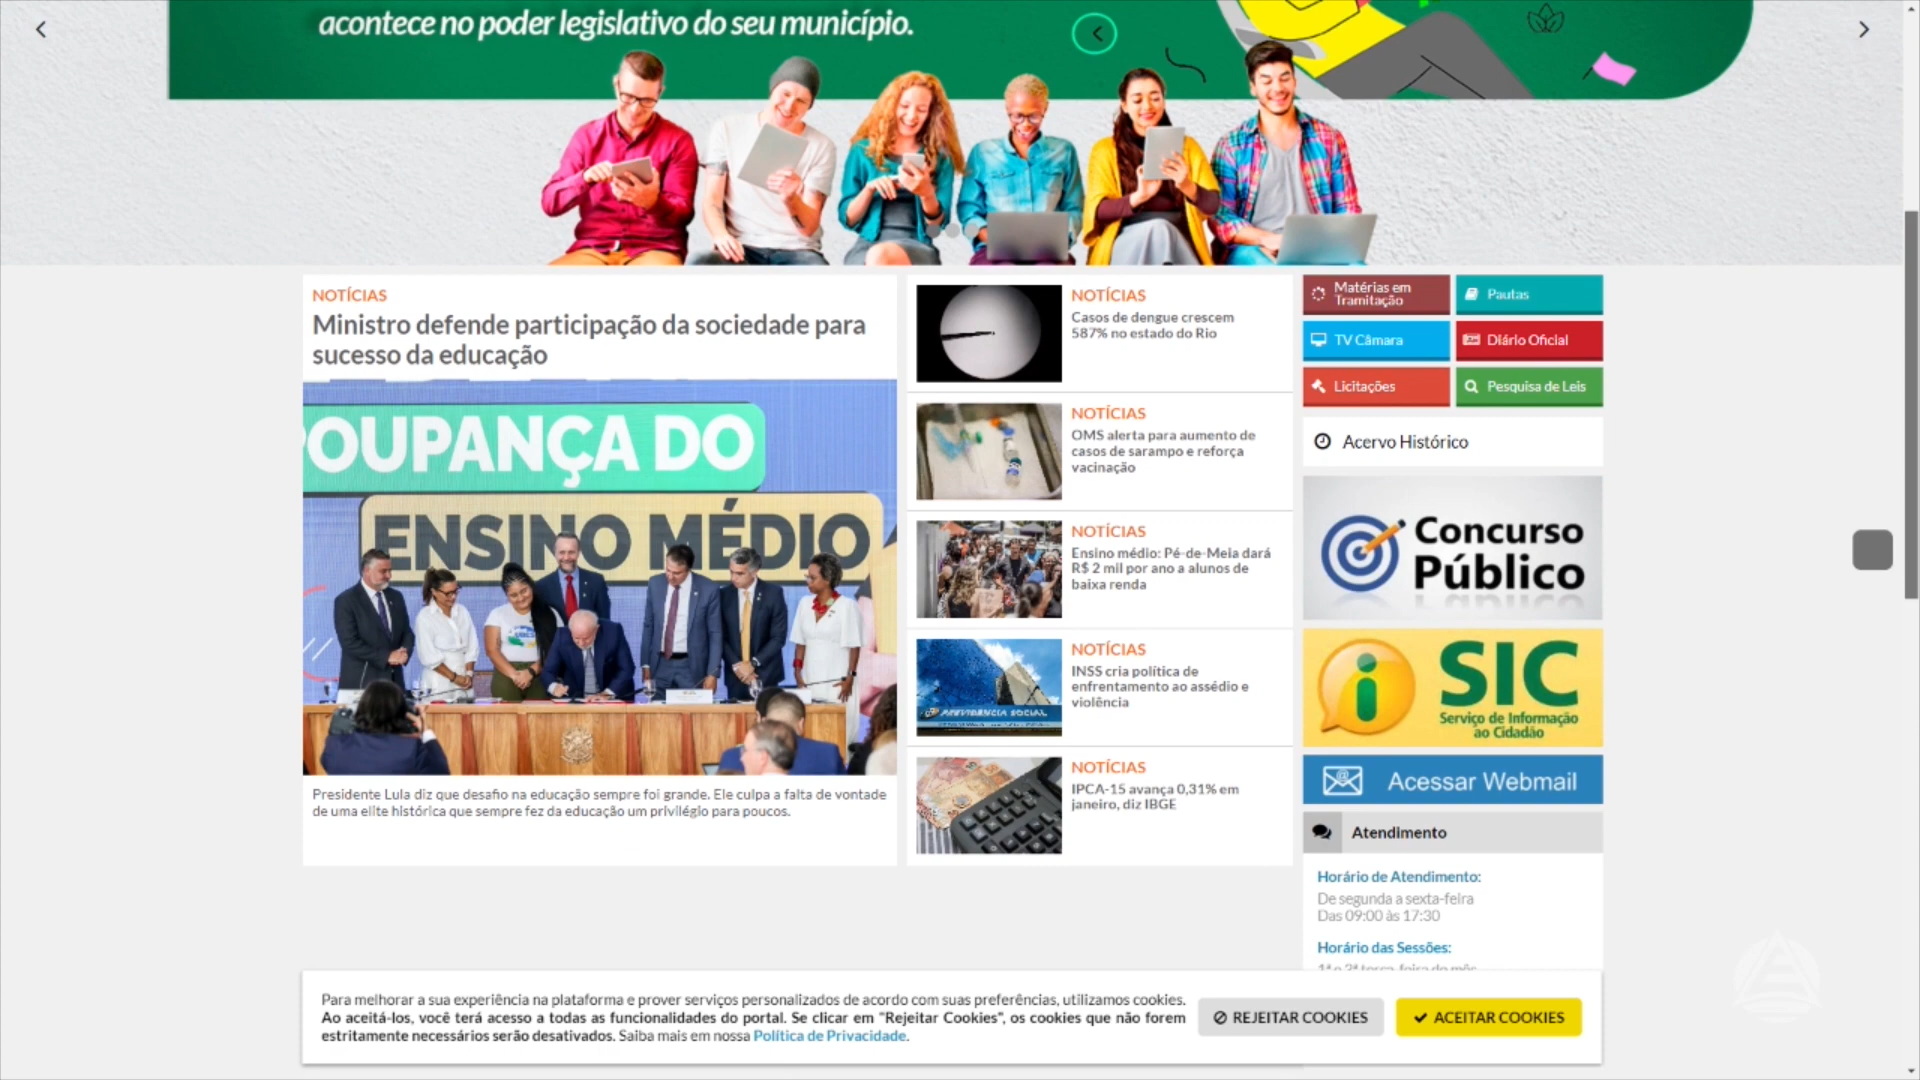 acontece no poder legislativo do seu município.
NOTÍCIAS
Ministro defende participação da sociedade para
sucesso da educação
OUPANÇA DO
ENSINO MÉDIO
Presidente Lula diz que desafio na educação sempre foi grande. Ele culpa a falta de vontade
de uma elite histórica que sempre fez da educação um privilégio para poucos.
NOTÍCIAS
Casos de dengue crescem
587% no estado do Rio
NOTÍCIAS
OMS alerta para aumento de
casos de sarampo e reforça
vacinação
NOTÍCIAS
Ensino médio: Pé-de-Meia dará
R$ 2 mil por ano a alunos de
baixa renda
NOTÍCIAS
INSS cria política de
enfrentamento ao assédio e
violência
PREVIDÊNCIA SOCIAL
NOTÍCIAS
IPCA-15 avança 0,31% em
janeiro, diz IBGE
Matérias em
Tramitação
Pautas
TV Câmara
Diário Oficial
Licitações
Pesquisa de Leis
Acervo Histórico
Concurso
Público
SIC
Serviço de Informação
ao Cidadão
Acessar Webmail
Atendimento
Horário de Atendimento:
De segunda a sexta-feira
Das 09:00 às 17:30
Horário das Sessões:
Para melhorar a sua experiência na plataforma e prover serviços personalizados de acordo com suas preferências, utilizamos cookies.
Ao aceitá-los, você terá acesso a todas as funcionalidades do portal. Se clicar em "Rejeitar Cookies", os cookies que não forem
estritamente necessários serão desativados. Saiba mais em nossa Política de Privacidade.
REJEITAR COOKIES
ACEITAR COOKIES